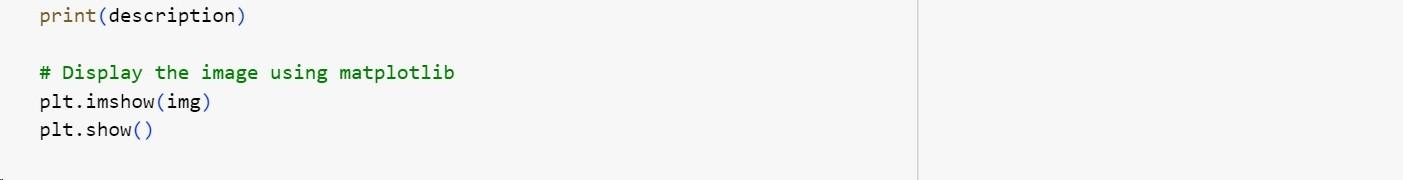 print(description)
# Display the image using matplotlib
plt.imshow(img)
plt.show()